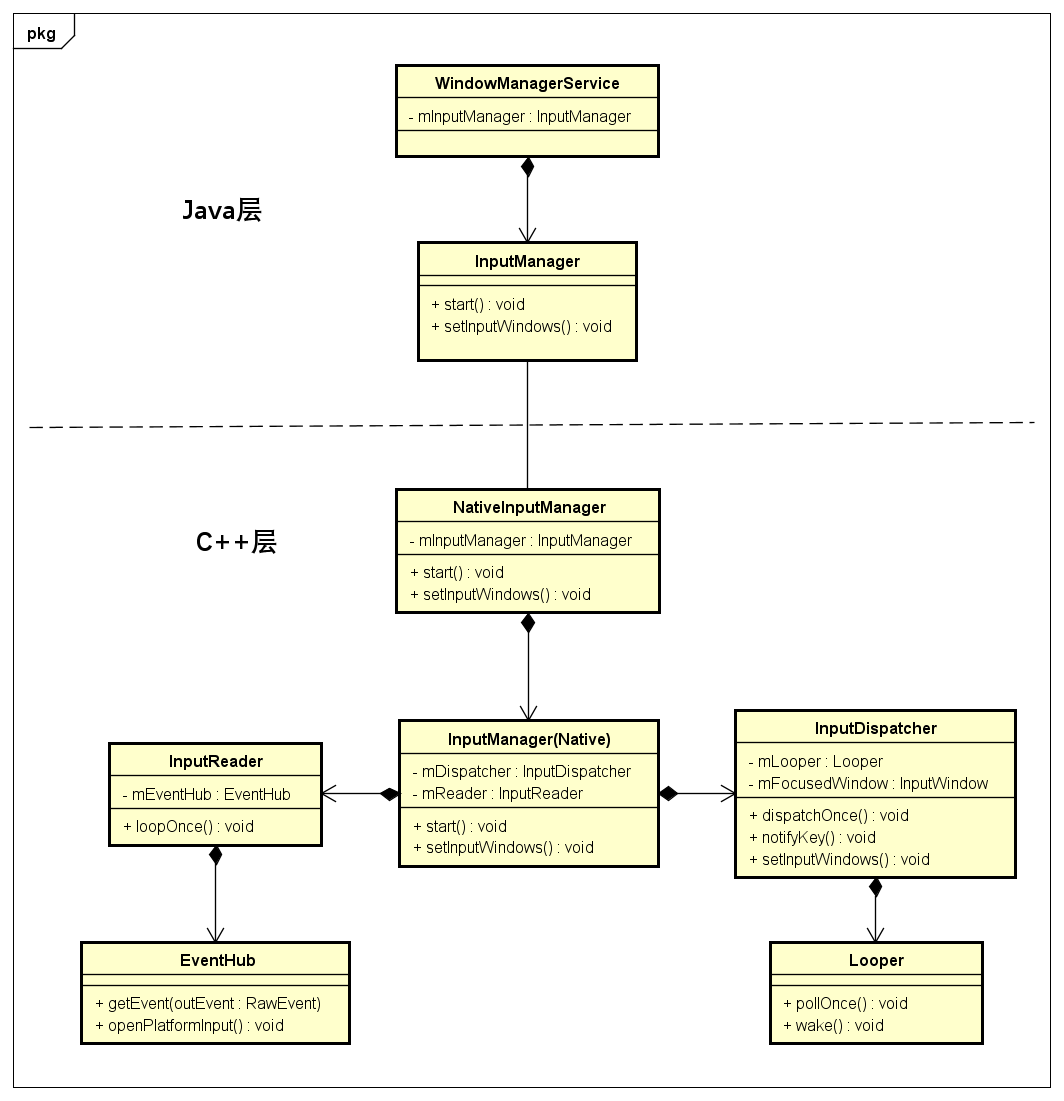 pkg
WindowManagerService
- mInputManager : InputManager
Java层
InputManager
+ start() : void
+ setInputWindows() : void
C++层
NativeInputManager
- mInputManager : InputManager
+ start() : void
+ setInputWindows() : void
InputReader
- mEventHub : EventHub
+ loopOnce() : void
InputManager(Native)
- mDispatcher : InputDispatcher
- mReader : InputReader
+ start() : void
+ setInputWindows() : void
InputDispatcher
- mLooper : Looper
- mFocusedWindow : InputWindow
+ dispatchOnce() : void
+ notifyKey() : void
+ setInputWindows() : void
EventHub
+ getEvent(outEvent : RawEvent)
+ openPlatformInput() : void
Looper
+ pollOnce() : void
+ wake() : void